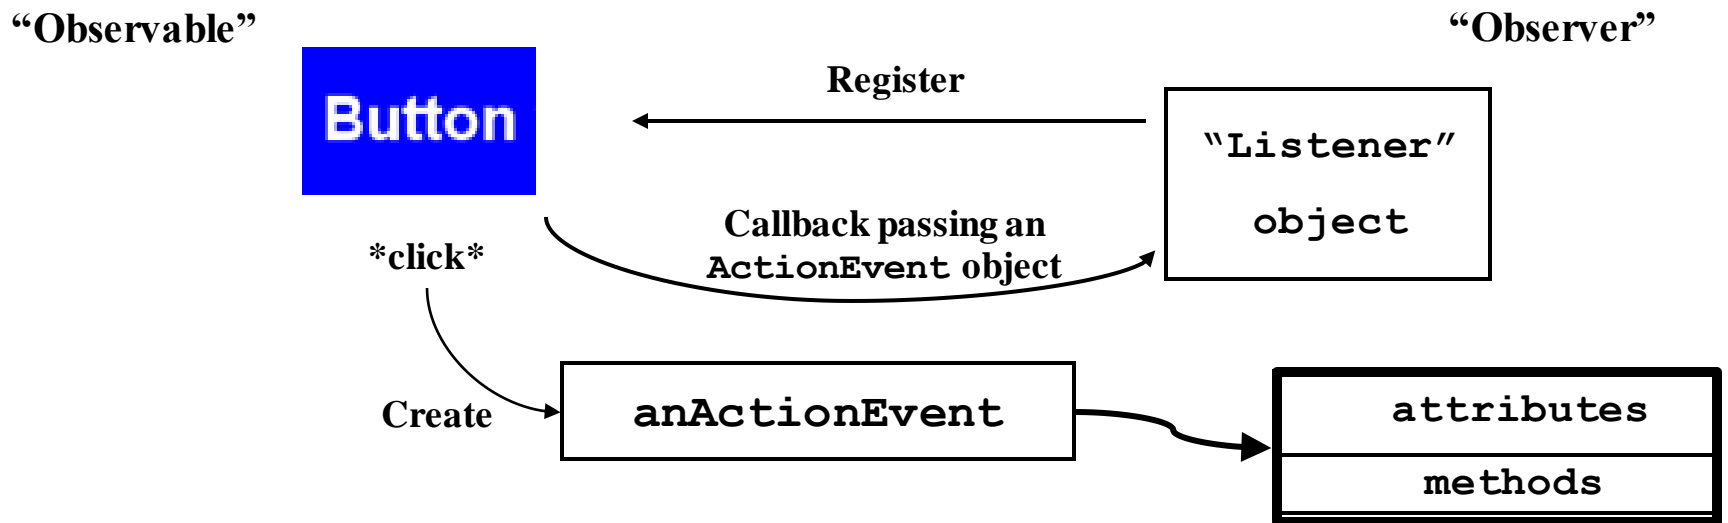 “Observable”
“Observer”
Button
Register
“Listener”
object
*click*
Callback passing an
ActionEvent object
Create
anActionEvent
attributes
methods